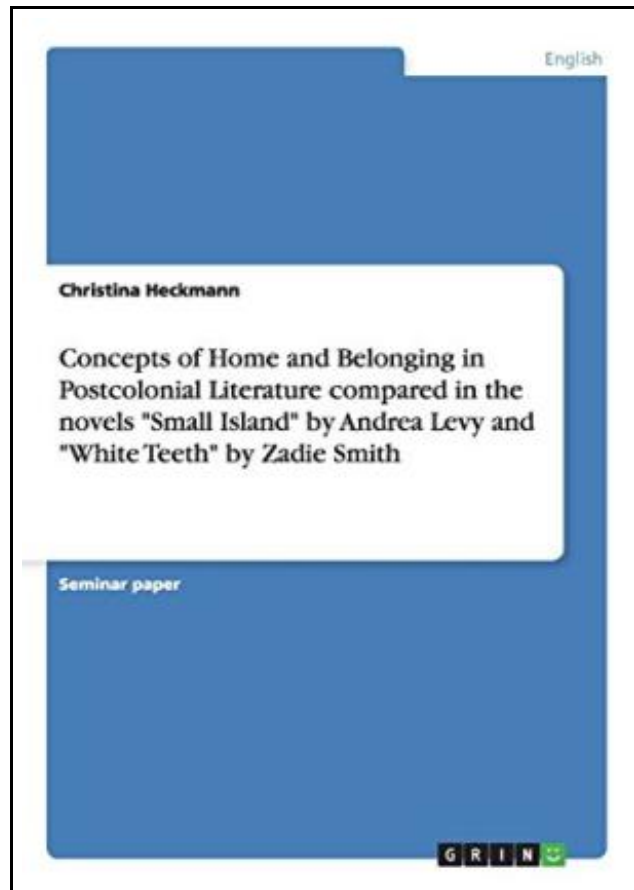 English
Christina Heckmann
Concepts of Home and Belonging in
Postcolonial Literature compared in the
novels "Small Island" by Andrea Levy and
"White Teeth" by Zadie Smith
Seminar paper
GRIN